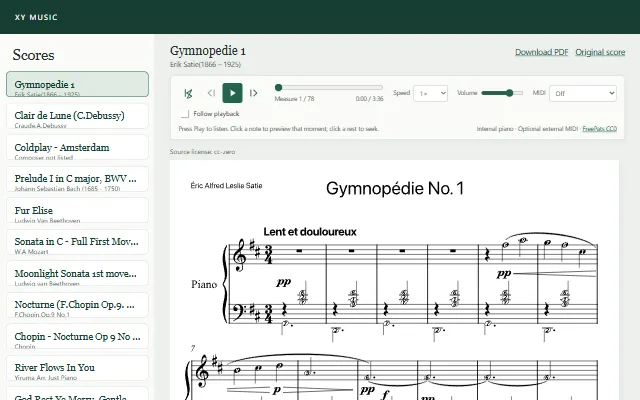 XY MUSIC
Scores
Gymnopedie 1
Erik Satie(1866 – 1925)
Clair de Lune (C.Debussy)
Claude A.Debussy
Coldplay - Amsterdam
Composer not listed
Prelude I in C major, BWV ...
Johann Sebastian Bach (1685 - 1750)
Fur Elise
Ludwig Van Beethoven
Sonata in C - Full First Mov...
W.A Mozart
Moonlight Sonata 1st move...
Ludwig van Beethoven
Nocturne (F.Chopin Op.9. ...
F.Chopin.Op.9 No.1
Chopin - Nocturne Op 9 No ...
Chopin
River Flows In You
Yiruma Arr. Just Piano
God Rest Ye Merry, Gentle...
Gymnopedie 1
Erik Satie(1866 – 1925)
Download PDF Original score
Measure 1 / 78 0:00 / 3:36
Speed 1×
Volume
MIDI Off
Follow playback
Press Play to listen. Click a note to preview that moment; click a rest to seek.
Internal piano · Optional external MIDI · FreePats CC0
Source license: cc-zero
Éric Alfred Leslie Satie
Gymnopédie No. 1
Lent et douloureux
Piano
pp
pp
7
p
pp
f